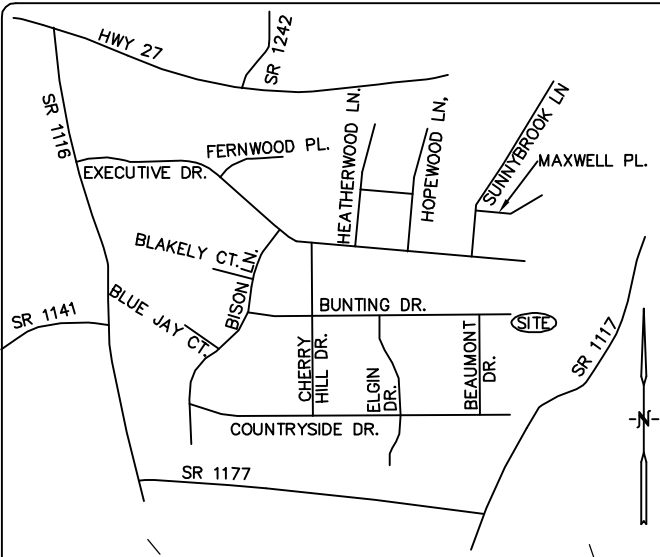 HWY 27
SR 1242
SR 1116
FERNWOOD PL.
EXECUTIVE DR.
HEATHERWOOD LN.
HOPEWOOD LN,
SUNNYBROOK LN
MAXWELL PL.
BLAKELY CT.
BISON LN.
BLUE JAY CT.
SR 1141
BUNTING DR.
SITE
SR 1117
CHERRY
HILL DR.
ELGIN
DR.
BEAUMONT
DR.
COUNTRYSIDE DR.
N
SR 1177